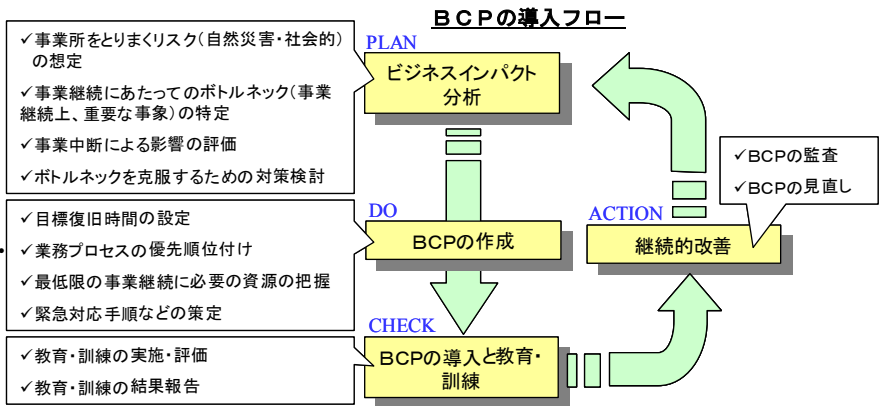 BCPの導入フロー
✓事業所をとりまくリスク(自然災害・社会的)
の想定
✓事業継続にあたってのボトルネック(事業
継続上、重要な事象)の特定
✓事業中断による影響の評価
✓ボトルネックを克服するための対策検討
PLAN
ビジネスインパクト
分析
✓目標復旧時間の設定
✓業務プロセスの優先順位付け
✓最低限の事業継続に必要の資源の把握
✓緊急対応手順などの策定
DO
BCPの作成
✓教育・訓練の実施・評価
✓教育・訓練の結果報告
CHECK
BCPの導入と教育・
訓練
ACTION
継続的改善
✓BCPの監査
✓BCPの見直し